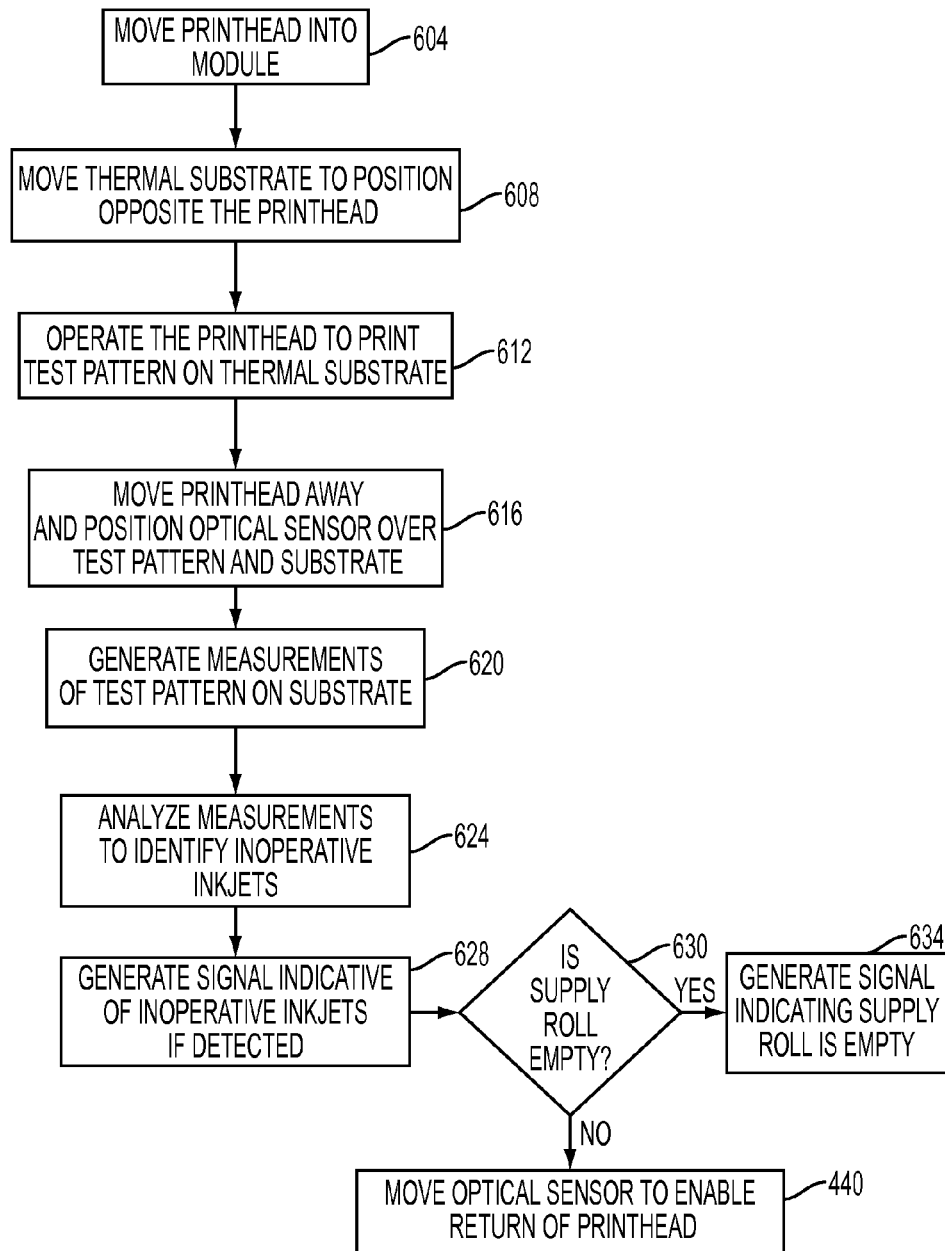 MOVE PRINTHEAD INTO
MODULE
604
MOVE THERMAL SUBSTRATE TO POSITION
OPPOSITE THE PRINTHEAD
608
OPERATE THE PRINTHEAD TO PRINT
TEST PATTERN ON THERMAL SUBSTRATE
612
MOVE PRINTHEAD AWAY
AND POSITION OPTICAL SENSOR OVER
TEST PATTERN AND SUBSTRATE
616
GENERATE MEASUREMENTS
OF TEST PATTERN ON SUBSTRATE
620
ANALYZE MEASUREMENTS
TO IDENTIFY INOPERATIVE
INKJETS
624
GENERATE SIGNAL INDICATIVE
OF INOPERATIVE INKJETS
IF DETECTED
628
IS
SUPPLY
ROLL
EMPTY?
630
YES
GENERATE SIGNAL
INDICATING SUPPLY
ROLL IS EMPTY
634
NO
MOVE OPTICAL SENSOR TO ENABLE
RETURN OF PRINTHEAD
440